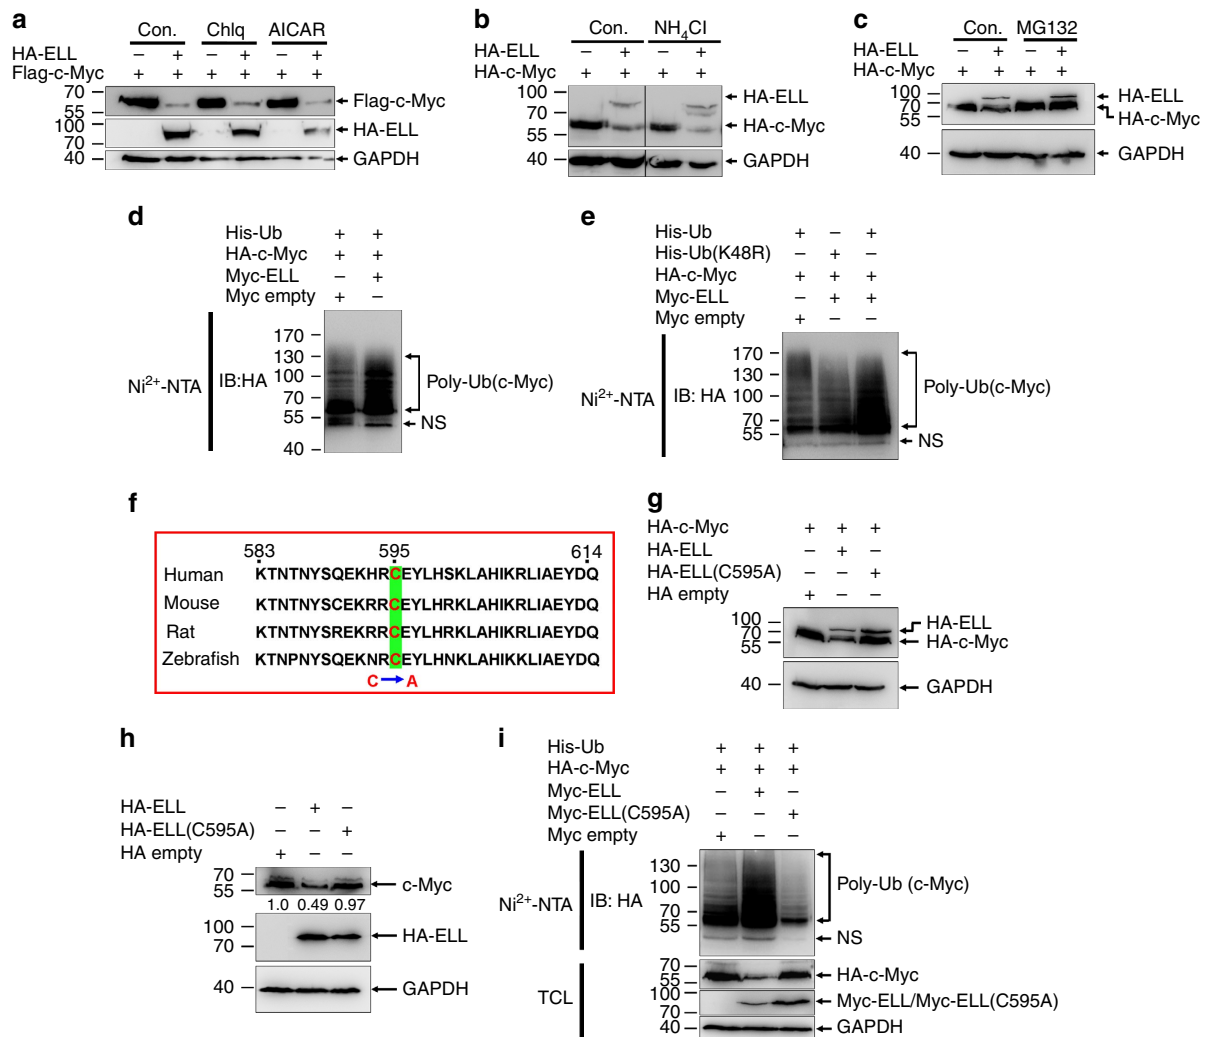 a
Con. Chlq AICAR
HA-ELL – + – + – +
Flag-c-Myc + + + + + +
70
55
Flag-c-Myc
100
70
HA-ELL
40
GAPDH
b
Con. NH4Cl
HA-ELL – + – +
HA-c-Myc + + + +
100
70
55
HA-ELL
HA-c-Myc
40
GAPDH
c
Con. MG132
HA-ELL – + – +
HA-c-Myc + + + +
100
70
55
HA-ELL
HA-c-Myc
40
GAPDH
d
His-Ub + +
HA-c-Myc + +
Myc-ELL – +
Myc empty + –
Ni2+-NTA
IB:HA
170
130
100
70
55
40
Poly-Ub(c-Myc)
NS
e
His-Ub + – +
His-Ub(K48R) – + –
HA-c-Myc + + +
Myc-ELL – + +
Myc empty + – –
Ni2+-NTA
IB: HA
170
130
100
70
55
Poly-Ub(c-Myc)
NS
f
583 595 614
Human KTNTNYSQEKHRCEYLHSKLAHIKRLIAEYDQ
Mouse KTNTNYSCEKRRCEYLHRKLAHIKRLIAEYDQ
Rat KTNTNYSREKRRCEYLHRKLAHIKRLIAEYDQ
Zebrafish KTNPNYSQEKNRCEYLHNKLAHIKKLIAEYDQ
C → A
g
HA-c-Myc + + +
HA-ELL – + –
HA-ELL(C595A) – – +
HA empty + – –
100
70
55
HA-ELL
HA-c-Myc
40
GAPDH
h
HA-ELL – + –
HA-ELL(C595A) – – +
HA empty + – –
70
55
c-Myc
1.0 0.49 0.97
100
70
HA-ELL
40
GAPDH
i
His-Ub + + +
HA-c-Myc + + +
Myc-ELL – + –
Myc-ELL(C595A) – – +
Myc empty + – –
Ni2+-NTA
IB: HA
130
100
70
55
Poly-Ub (c-Myc)
NS
TCL
70
55
HA-c-Myc
100
70
Myc-ELL/Myc-ELL(C595A)
40
GAPDH